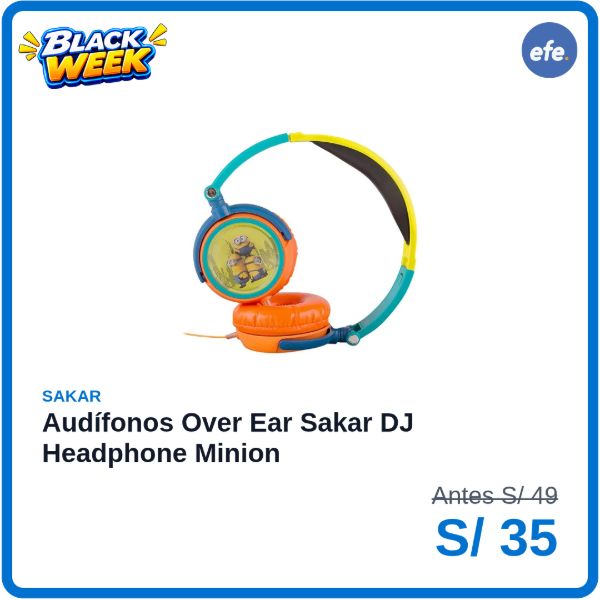 BLACK
WEEK
efe.
SAKAR
Audífonos Over Ear Sakar DJ
Headphone Minion
Antes S/ 49
S/ 35